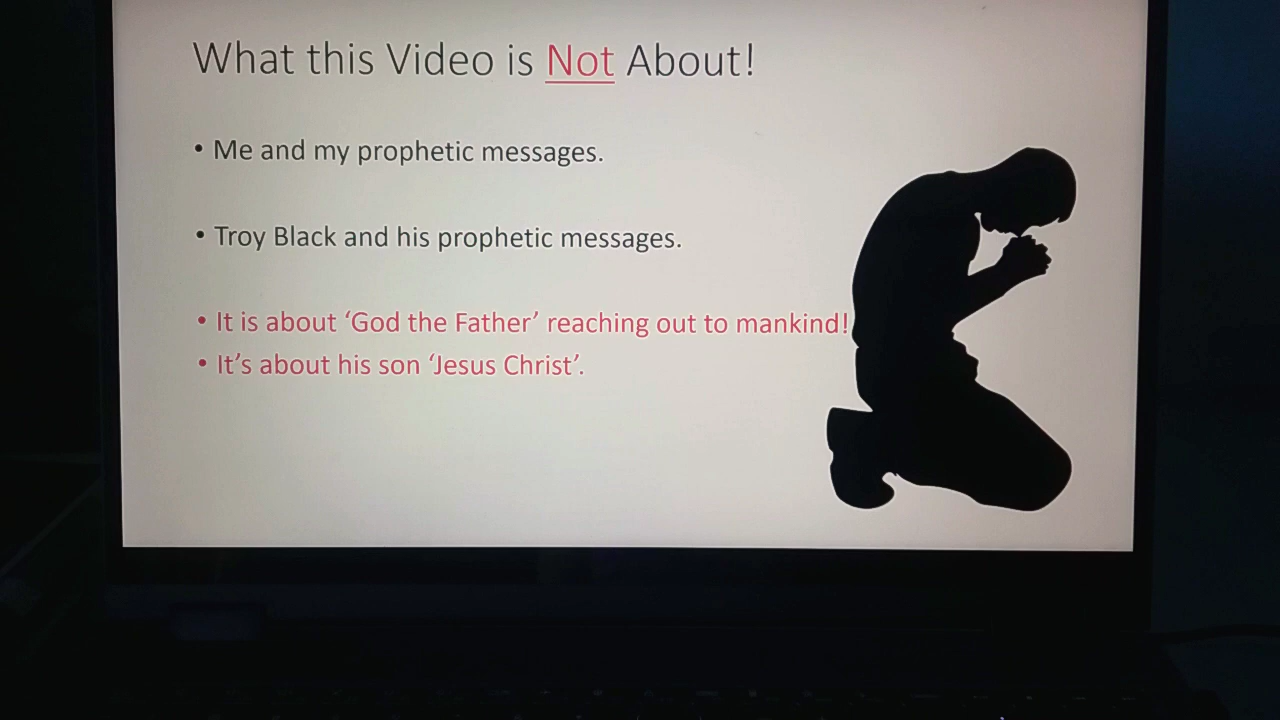 What this Video is Not About!
• Me and my prophetic messages.
• Troy Black and his prophetic messages.
• It is about ‘God the Father’ reaching out to mankind!
• It’s about his son ‘Jesus Christ’.